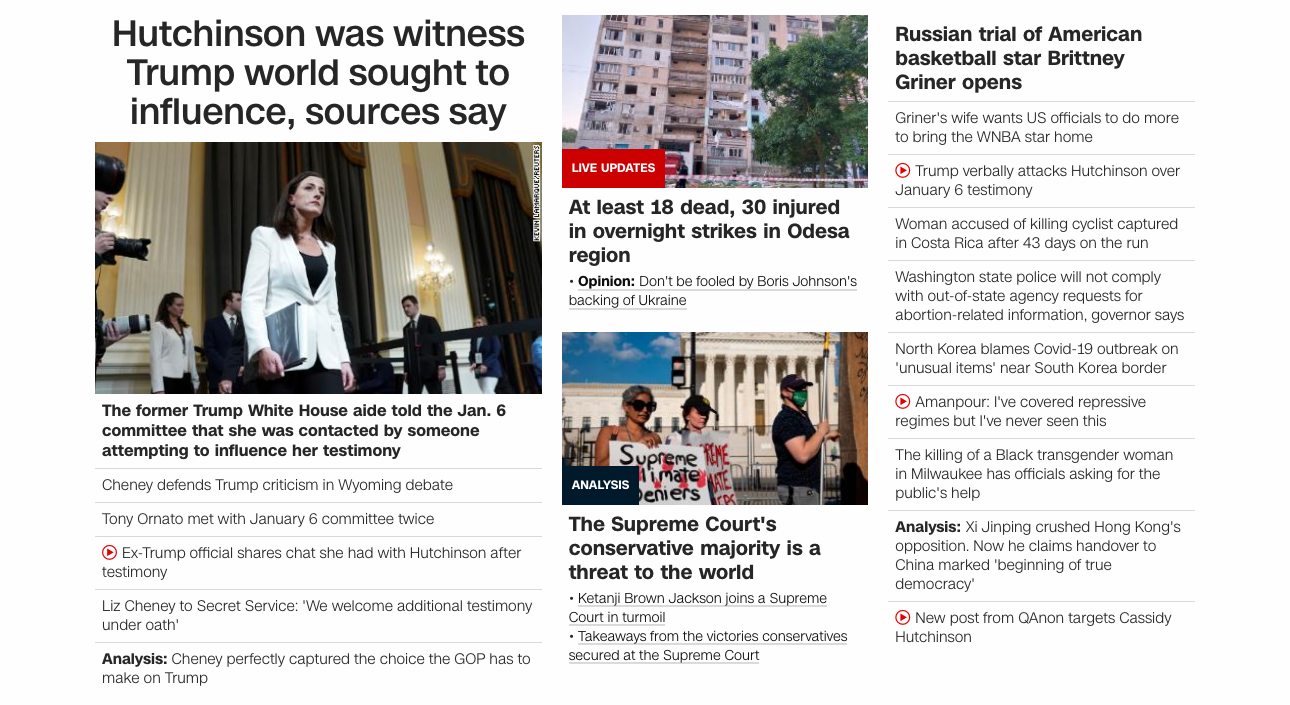 Hutchinson was witness
Trump world sought to
influence, sources say
KEVIN LAMARQUE/REUTERS
The former Trump White House aide told the Jan. 6
committee that she was contacted by someone
attempting to influence her testimony
Cheney defends Trump criticism in Wyoming debate
Tony Ornato met with January 6 committee twice
Ex-Trump official shares chat she had with Hutchinson after
testimony
Liz Cheney to Secret Service: 'We welcome additional testimony
under oath'
Analysis: Cheney perfectly captured the choice the GOP has to
make on Trump
LIVE UPDATES
At least 18 dead, 30 injured
in overnight strikes in Odesa
region
• Opinion: Don't be fooled by Boris Johnson's
backing of Ukraine
Supreme
limate
Deniers
ANALYSIS
The Supreme Court's
conservative majority is a
threat to the world
• Ketanji Brown Jackson joins a Supreme
Court in turmoil
• Takeaways from the victories conservatives
secured at the Supreme Court
Russian trial of American
basketball star Brittney
Griner opens
Griner's wife wants US officials to do more
to bring the WNBA star home
Trump verbally attacks Hutchinson over
January 6 testimony
Woman accused of killing cyclist captured
in Costa Rica after 43 days on the run
Washington state police will not comply
with out-of-state agency requests for
abortion-related information, governor says
North Korea blames Covid-19 outbreak on
'unusual items' near South Korea border
Amanpour: I've covered repressive
regimes but I've never seen this
The killing of a Black transgender woman
in Milwaukee has officials asking for the
public's help
Analysis: Xi Jinping crushed Hong Kong's
opposition. Now he claims handover to
China marked 'beginning of true
democracy'
New post from QAnon targets Cassidy
Hutchinson